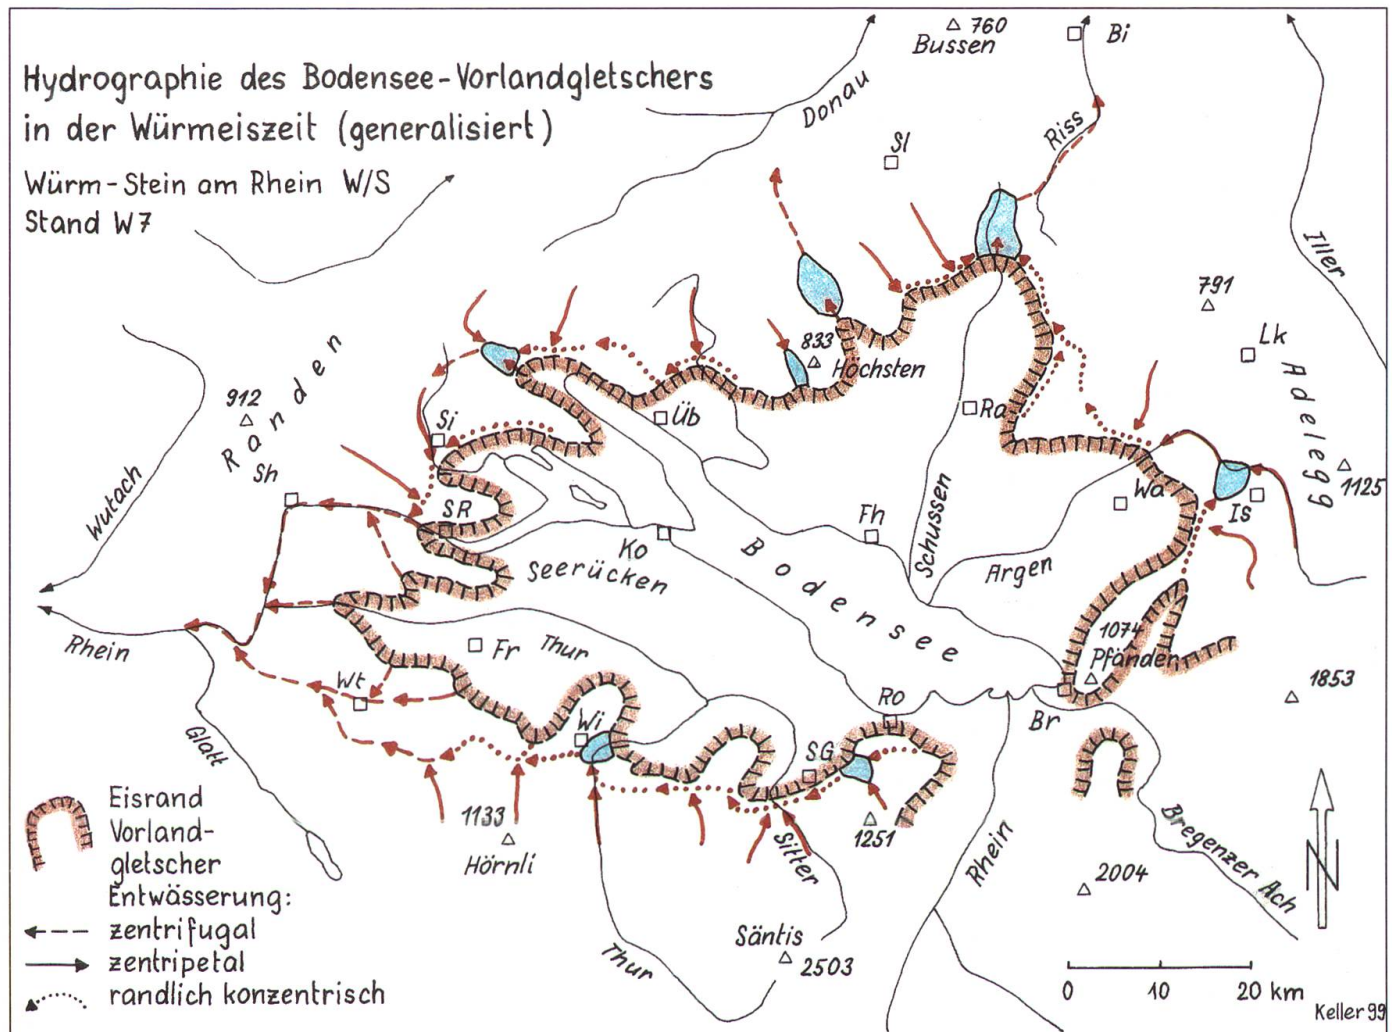 Hydrographie des Bodensee-Vorlandgletschers
in der Würmeiszeit (generalisiert)
Würm-Stein am Rhein W/S
Stand W7
760
Bussen
Bi
Donau
Riss
Sl
Iller
791
Lk
Adelegg
1125
833
Höchsten
912
Randen
Sh
Si
Üb
Ra
Wutach
SR
Wa
Is
Ko
Fh
Schussen
Argen
Seerücken
Bodensee
Rhein
Fr
Thur
1074
Pfänder
1853
Wt
Wi
Ro
Br
Glatt
SG
1133
Hörnli
Sitter
1251
Rhein
Bregenzer Ach
2004
Säntis
2503
Thur
Eisrand
Vorland-
gletscher
Entwässerung:
zentrifugal
zentripetal
randlich konzentrisch
N
0 10 20 km
Keller 99